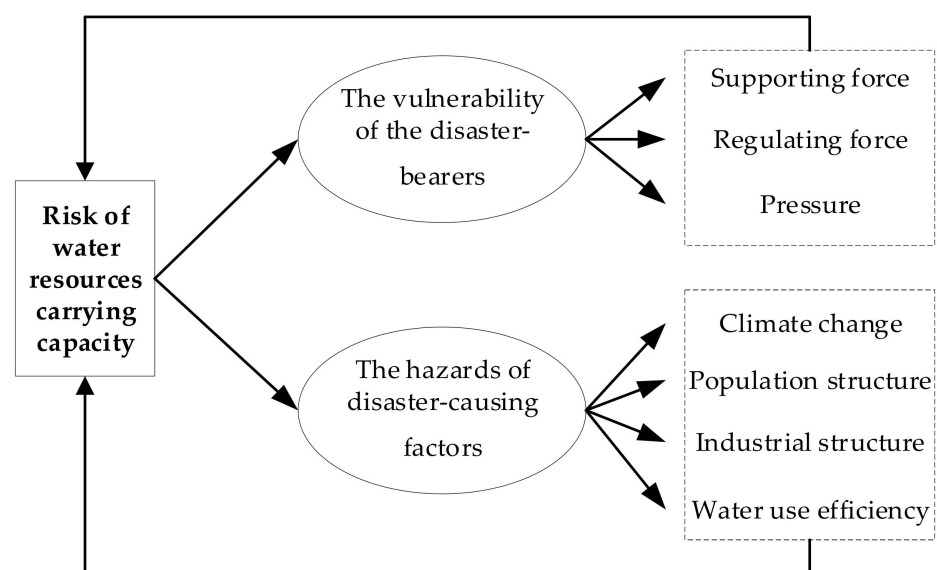 Risk of
water
resources
carrying
capacity
The vulnerability
of the disaster-
bearers
Supporting force
Regulating force
Pressure
The hazards of
disaster-causing
factors
Climate change
Population structure
Industrial structure
Water use efficiency